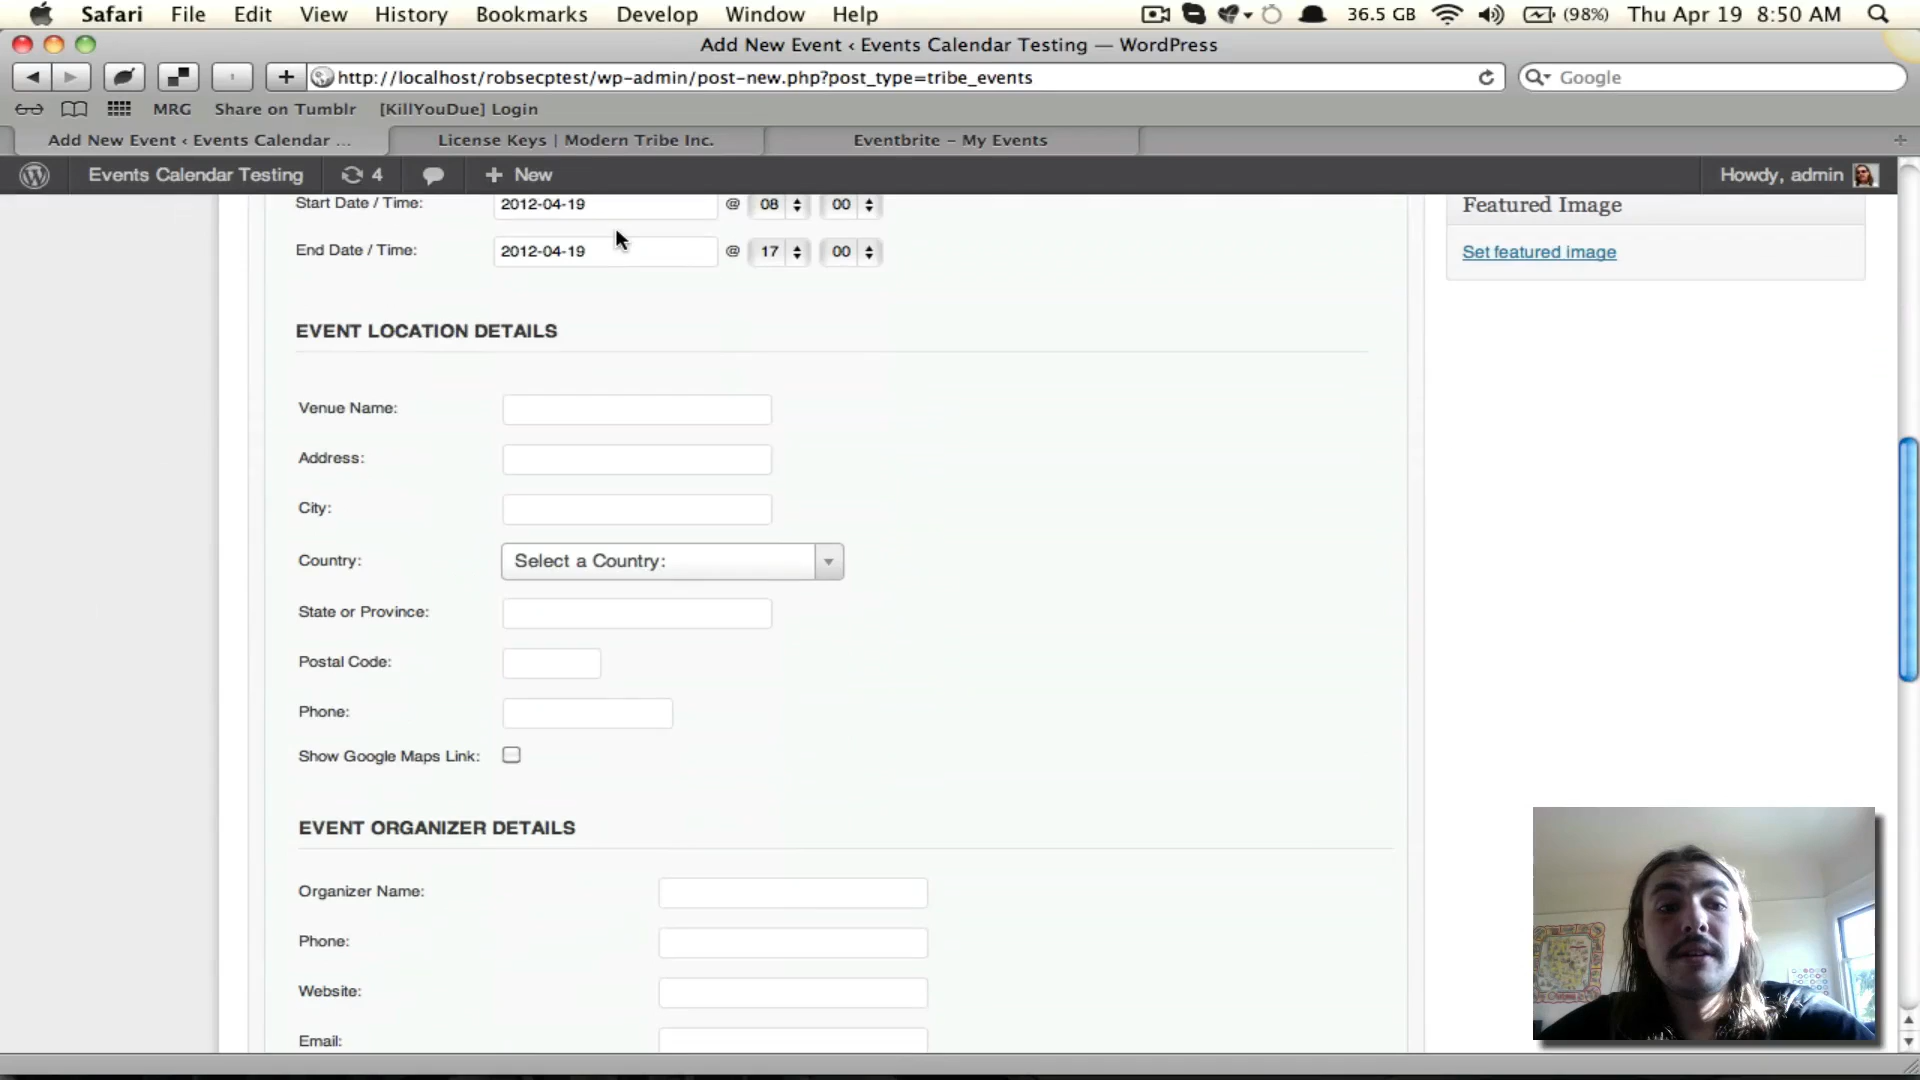 Safari File Edit View History Bookmarks Develop Window Help 36.5 GB (98%) Thu Apr 19 8:50 AM
Add New Event ‹ Events Calendar Testing — WordPress
http://localhost/robsecptest/wp-admin/post-new.php?post_type=tribe_events Google
MRG Share on Tumblr [KillYouDue] Login
Add New Event ‹ Events Calendar ... License Keys | Modern Tribe Inc. Eventbrite – My Events
Events Calendar Testing 4 + New Howdy, admin
Start Date / Time: 2012-04-19 @ 08 00 Featured Image
End Date / Time: 2012-04-19 @ 17 00 Set featured image
EVENT LOCATION DETAILS
Venue Name:
Address:
City:
Country: Select a Country:
State or Province:
Postal Code:
Phone:
Show Google Maps Link:
EVENT ORGANIZER DETAILS
Organizer Name:
Phone:
Website:
Email: